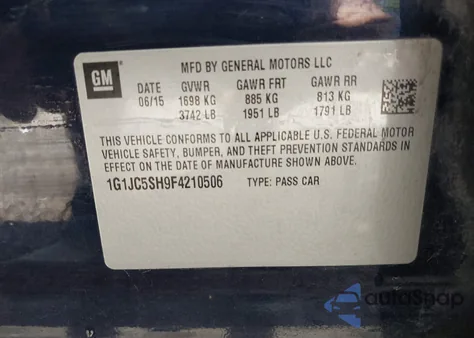 GM
MFD BY GENERAL MOTORS LLC
DATE GVWR GAWR FRT GAWR RR
06/15 1698 KG 885 KG 813 KG
3742 LB 1951 LB 1791 LB
THIS VEHICLE CONFORMS TO ALL APPLICABLE U.S. FEDERAL MOTOR
VEHICLE SAFETY, BUMPER, AND THEFT PREVENTION STANDARDS IN
EFFECT ON THE DATE OF MANUFACTURE SHOWN ABOVE.
1G1JC5SH9F4210506 TYPE: PASS CAR
autoSnap